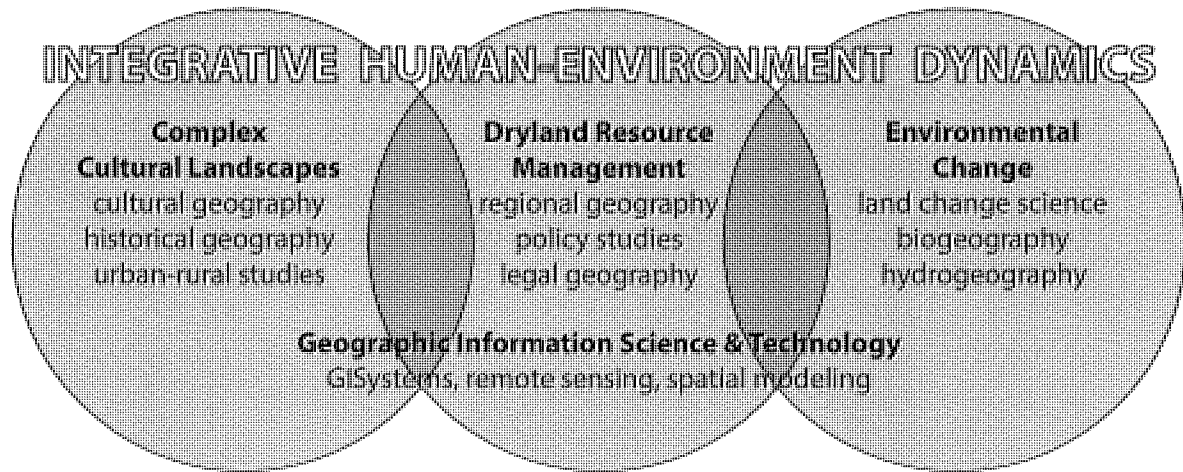 INTEGRATIVE HUMAN-ENVIRONMENT DYNAMICS
Complex
Cultural Landscapes
cultural geography
historical geography
urban-rural studies
Dryland Resource
Management
regional geography
policy studies
legal geography
Environmental
Change
land change science
biogeography
hydrogeography
Geographic Information Science & Technology
GISystems, remote sensing, spatial modeling